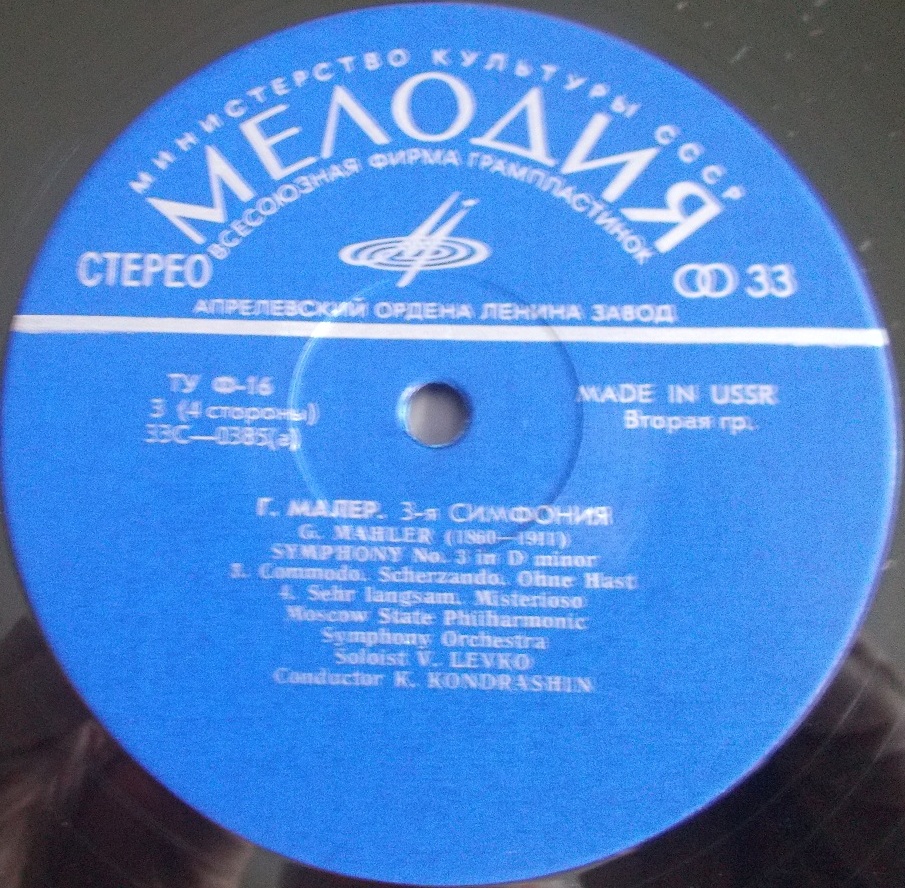 МИНИСТЕРСТВО КУЛЬТУРЫ СССР
МЕЛОДИЯ
ВСЕСОЮЗНАЯ ФИРМА ГРАМПЛАСТИНОК
СТЕРЕО
33
АПРЕЛЕВСКИЙ ОРДЕНА ЛЕНИНА ЗАВОД
ТУ Ф-16
3 (4 стороны)
33С—0385(а)
MADE IN USSR
Вторая гр.
Г. МАЛЕР. 3-я СИМФОНИЯ
G. MAHLER (1860—1911)
SYMPHONY No. 3 in D minor
3. Commodo. Scherzando. Ohne Hast
4. Sehr langsam. Misterioso
Moscow State Philharmonic
Symphony Orchestra
Soloist V. LEVKO
Conductor K. KONDRASHIN